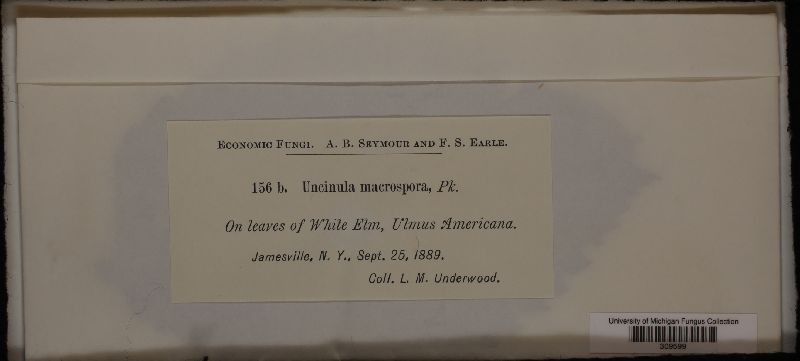 Economic Fungi. A. B. Seymour and F. S. Earle.
156 b. Uncinula macrospora, Pk.
On leaves of White Elm, Ulmus Americana.
Jamesville, N. Y., Sept. 25, 1889.
Coll. L. M. Underwood.
University of Michigan Fungus Collection
309599